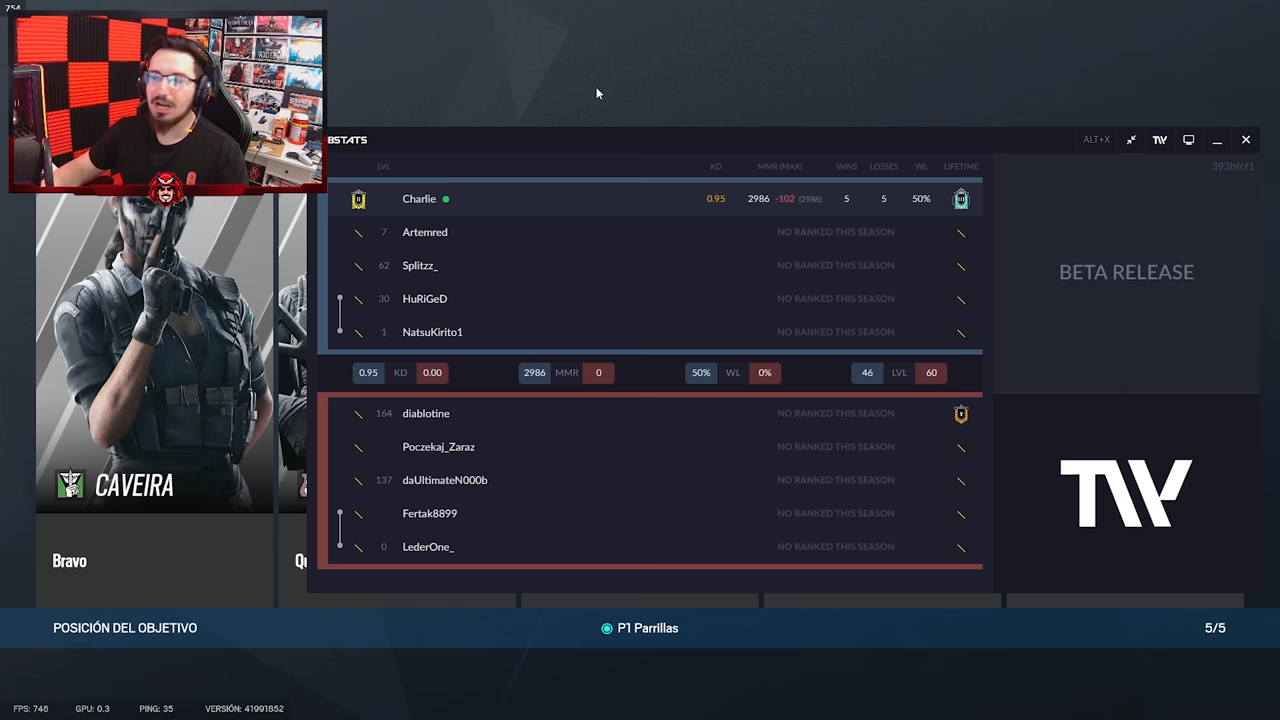 754
BSTATS
ALT+X
393bfcf1
LVL KD MMR (MAX) WINS LOSSES WL LIFETIME
Charlie 0.95 2986 -102 (2986) 5 5 50%
7 Artemred NO RANKED THIS SEASON
62 Splitzz_ NO RANKED THIS SEASON
30 HuRiGeD NO RANKED THIS SEASON
1 NatsuKirito1 NO RANKED THIS SEASON
0.95 KD 0.00 2986 MMR 0 50% WL 0% 46 LVL 60
164 diablotine NO RANKED THIS SEASON
Poczekaj_Zaraz NO RANKED THIS SEASON
137 daUltimateN000b NO RANKED THIS SEASON
Fertak8899 NO RANKED THIS SEASON
0 LederOne_ NO RANKED THIS SEASON
BETA RELEASE
CAVEIRA
Bravo
POSICIÓN DEL OBJETIVO P1 Parrillas 5/5
FPS: 746 GPU: 0.3 PING: 35 VERSIÓN: 41991852